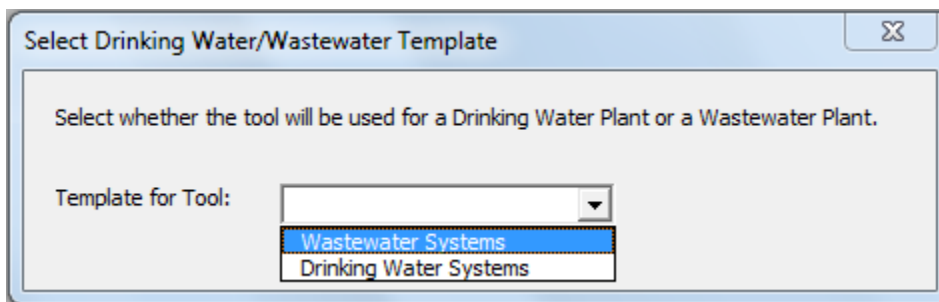 Select Drinking Water/Wastewater Template
Select whether the tool will be used for a Drinking Water Plant or a Wastewater Plant.
Template for Tool:
Wastewater Systems
Drinking Water Systems